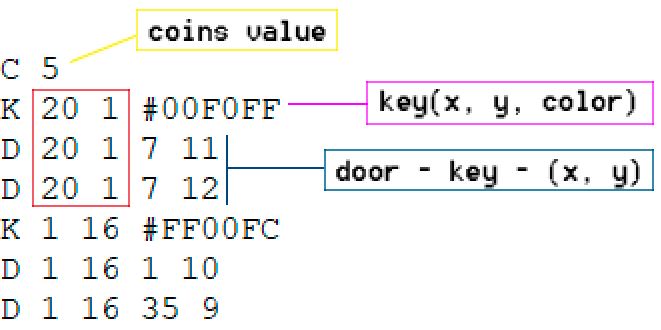 coins value
C 5
K 20 1 #00F0FF
key(x, y, color)
D 20 1 7 11
door - key - (x, y)
D 20 1 7 12
K 1 16 #FF00FC
D 1 16 1 10
D 1 16 35 9